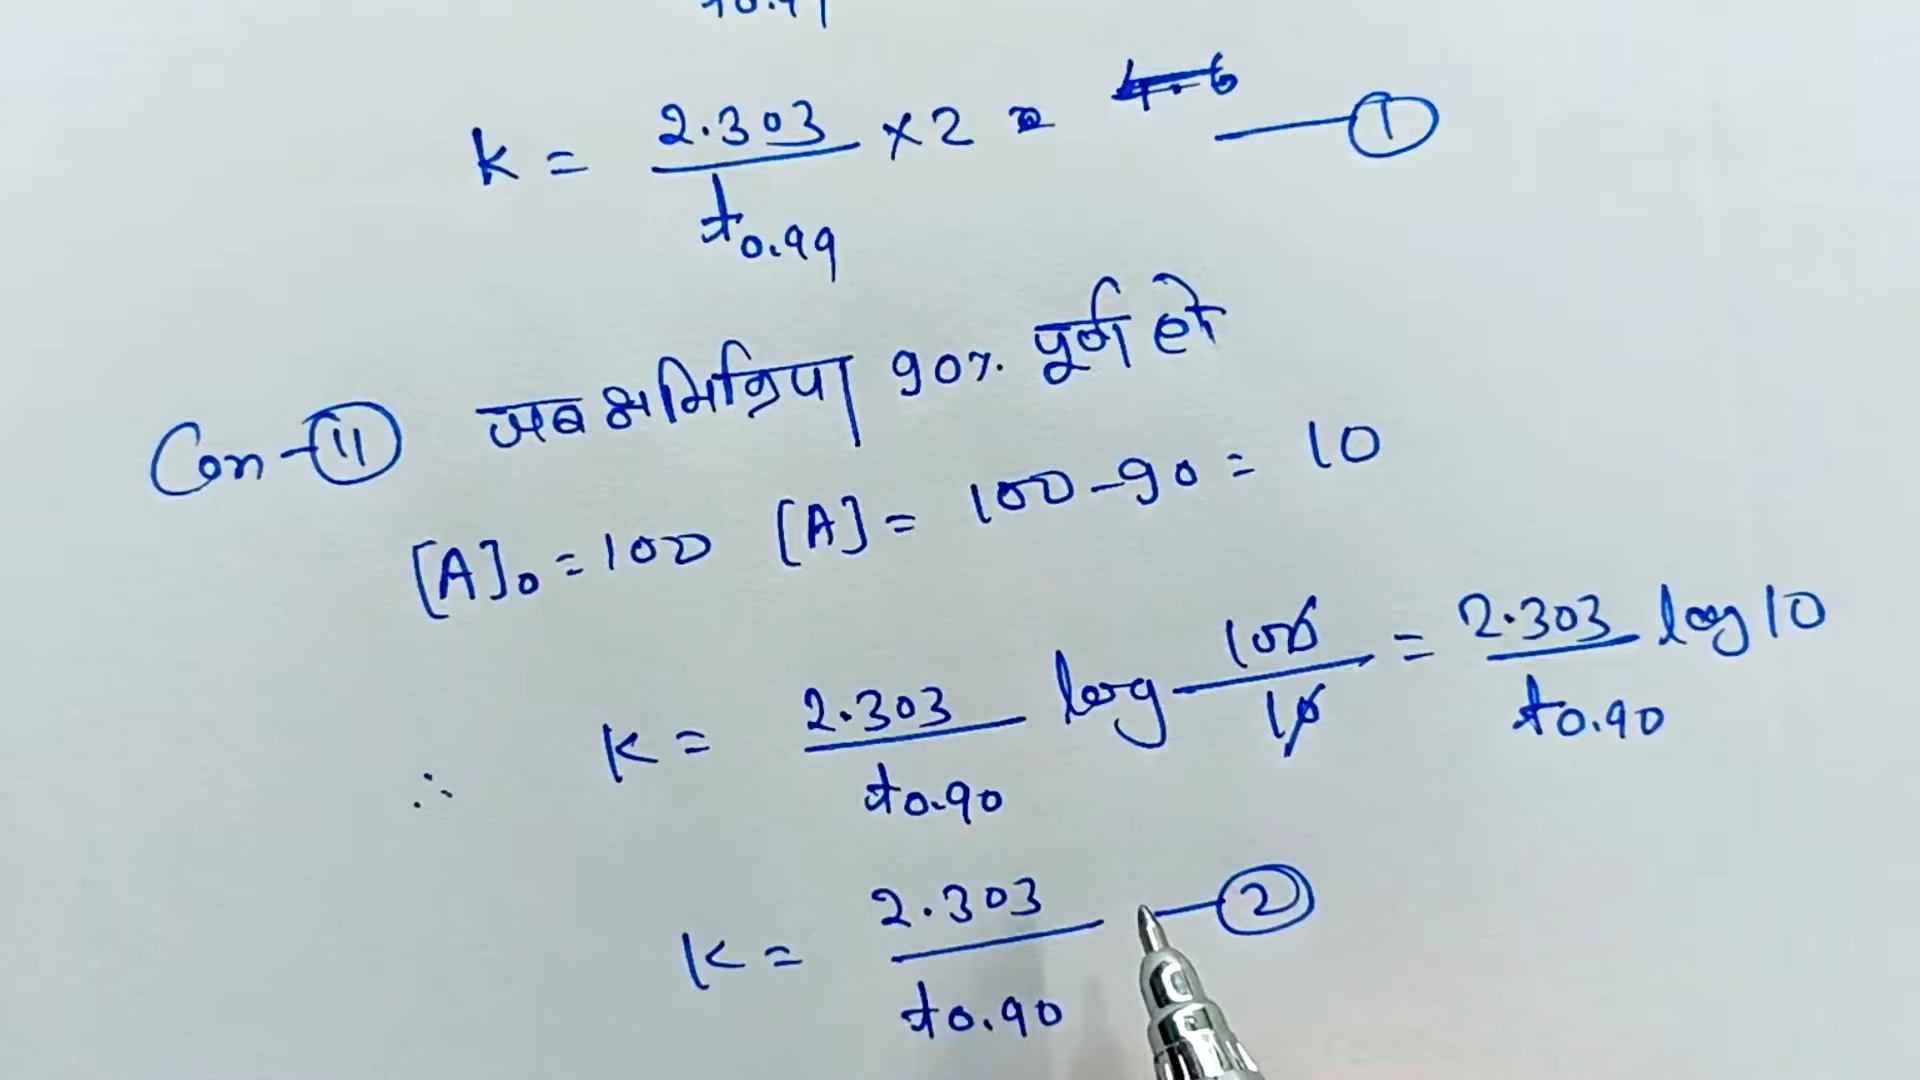 K = 2.303 / t0.99 × 2 = ——①
Con-⑪ जब अभिक्रिया 90% पूर्ण हो
[A]₀ = 100 [A] = 100 - 90 = 10
∴ K = 2.303 / t0.90 log 100 / 10 = 2.303 / t0.90 log 10
K = 2.303 / t0.90 —②